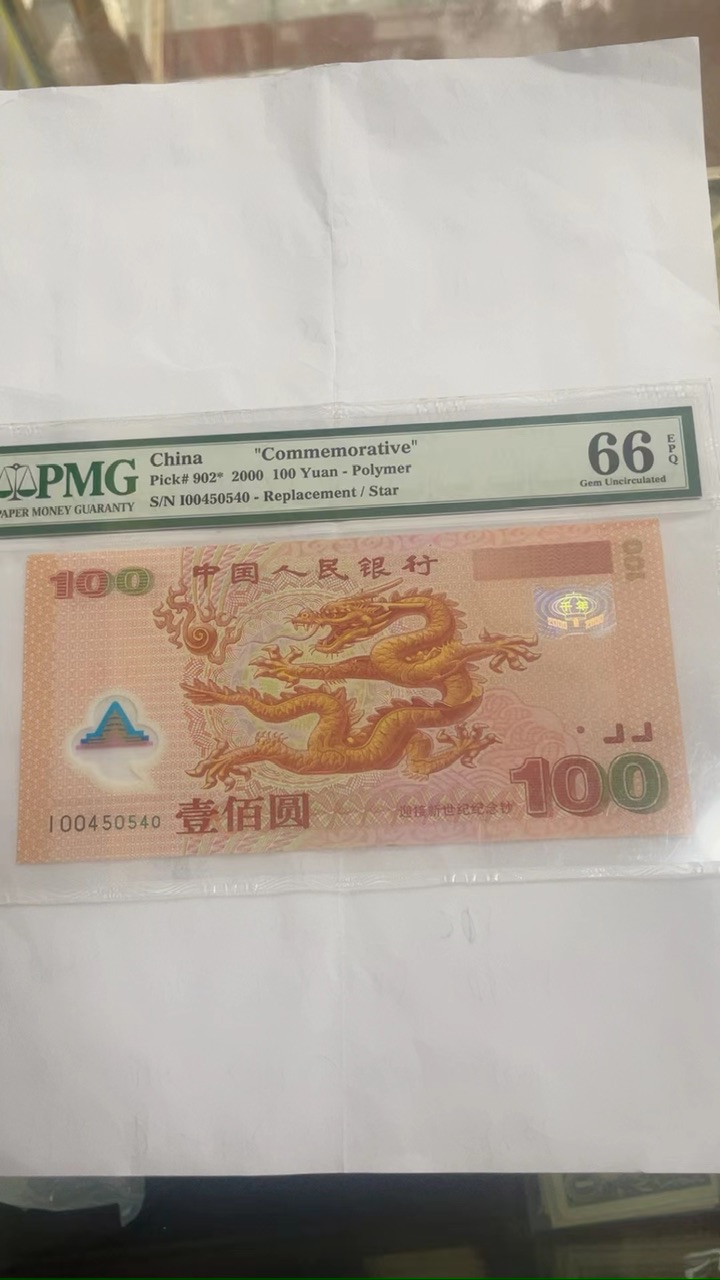 China "Commemorative"
PMG
Pick# 902* 2000 100 Yuan - Polymer
66 EPQ
PAPER MONEY GUARANTY
S/N I00450540 - Replacement / Star
Gem Uncirculated
100
中国人民银行
100
千年
100
I00450540
壹佰圆
迎接新世纪纪念钞